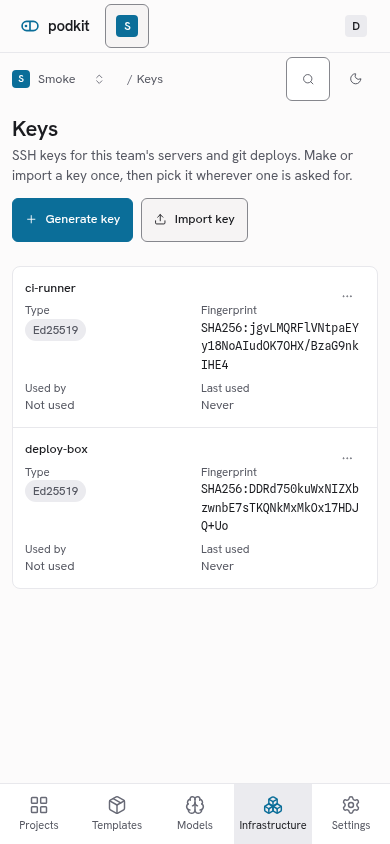 podkit
S
D
S Smoke / Keys
Keys
SSH keys for this team's servers and git deploys. Make or
import a key once, then pick it wherever one is asked for.
Generate key
Import key
ci-runner
Type
Ed25519
Fingerprint
SHA256:jgvLMQRFlVNtpaEY
y18NoAIudOK7OHX/BzaG9nk
IHE4
Used by
Not used
Last used
Never
deploy-box
Type
Ed25519
Fingerprint
SHA256:DDRd750kuWxNIZXb
zwnbE7sTKQNkMxMkOx17HDJ
Q+Uo
Used by
Not used
Last used
Never
Projects
Templates
Models
Infrastructure
Settings